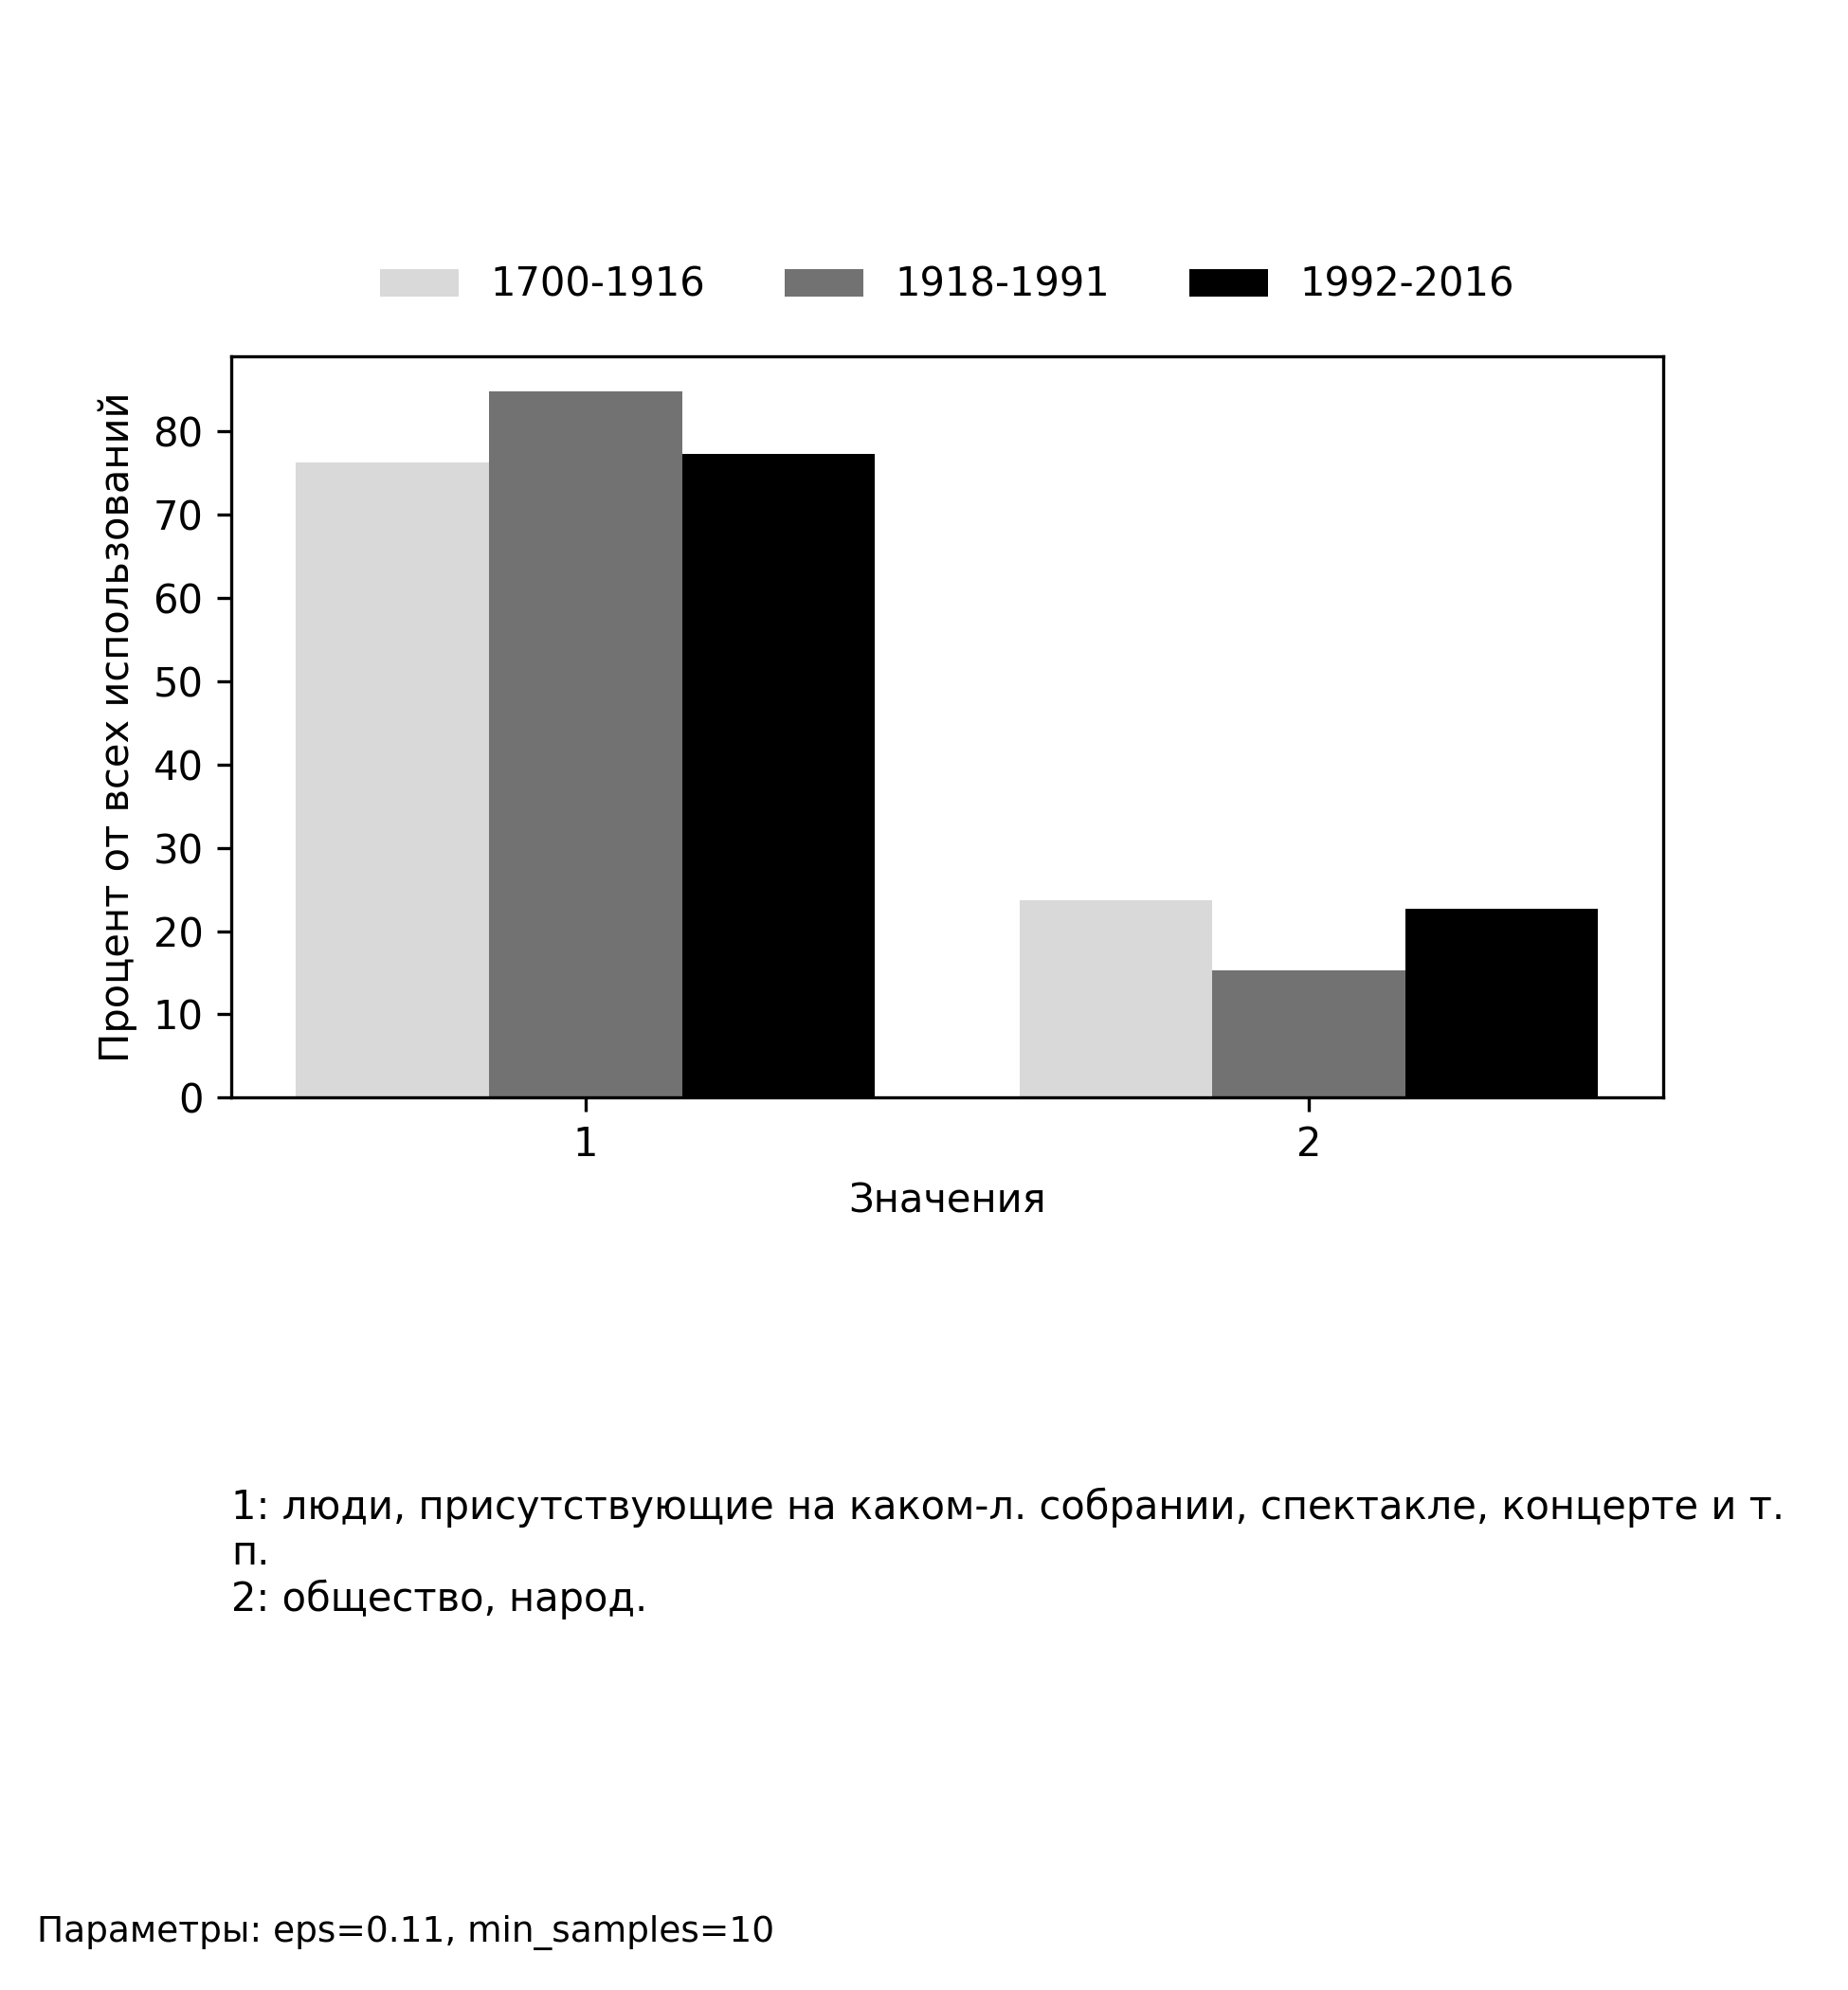 1700-1916 1918-1991 1992-2016
Процент от всех использований
80
70
60
50
40
30
20
10
0
1 2
Значения
1: люди, присутствующие на каком-л. собрании, спектакле, концерте и т.
п.
2: общество, народ.
Параметры: eps=0.11, min_samples=10